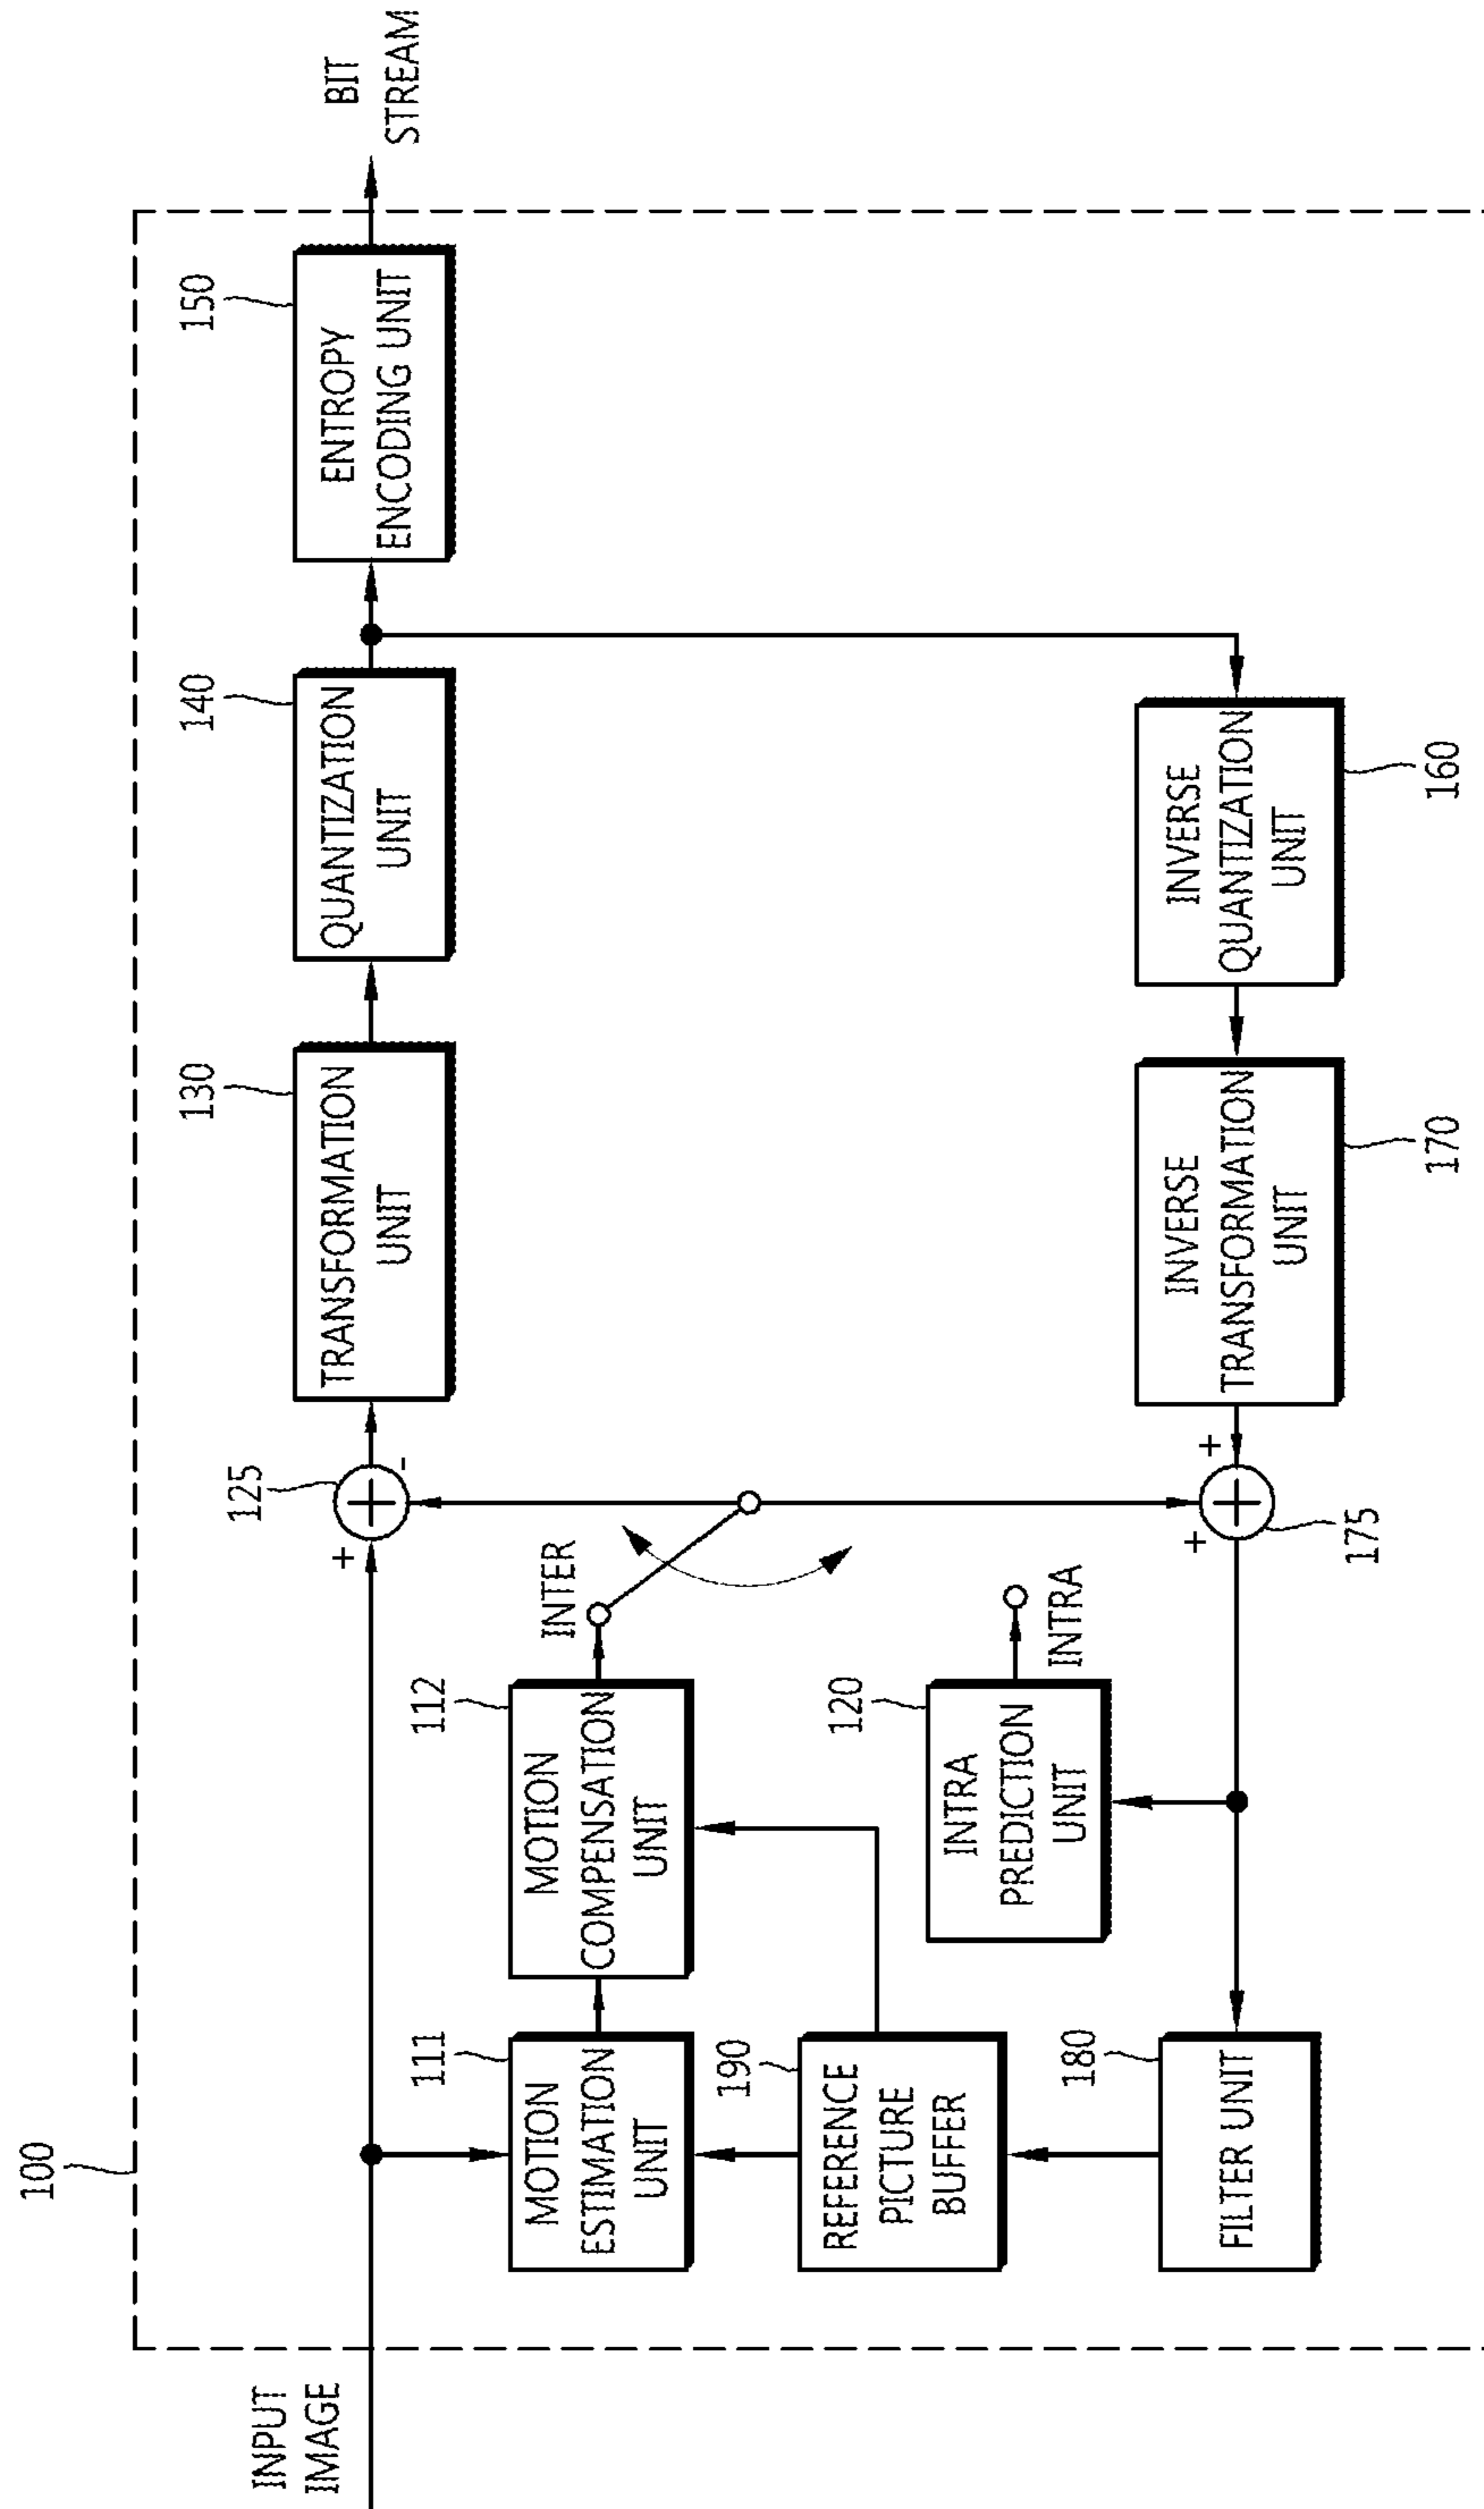 100
INPUT
IMAGE
+
125
-
130
TRANSFORMATION
UNIT
140
QUANTIZATION
UNIT
150
ENTROPY
ENCODING UNIT
BIT
STREAM
111
MOTION
ESTIMATION
UNIT
112
MOTION
COMPENSATION
UNIT
INTER
190
REFERENCE
PICTURE
BUFFER
120
INTRA
PREDICTION
UNIT
INTRA
180
FILTER UNIT
+
175
+
INVERSE
TRANSFORMATION
UNIT
170
INVERSE
QUANTIZATION
UNIT
160